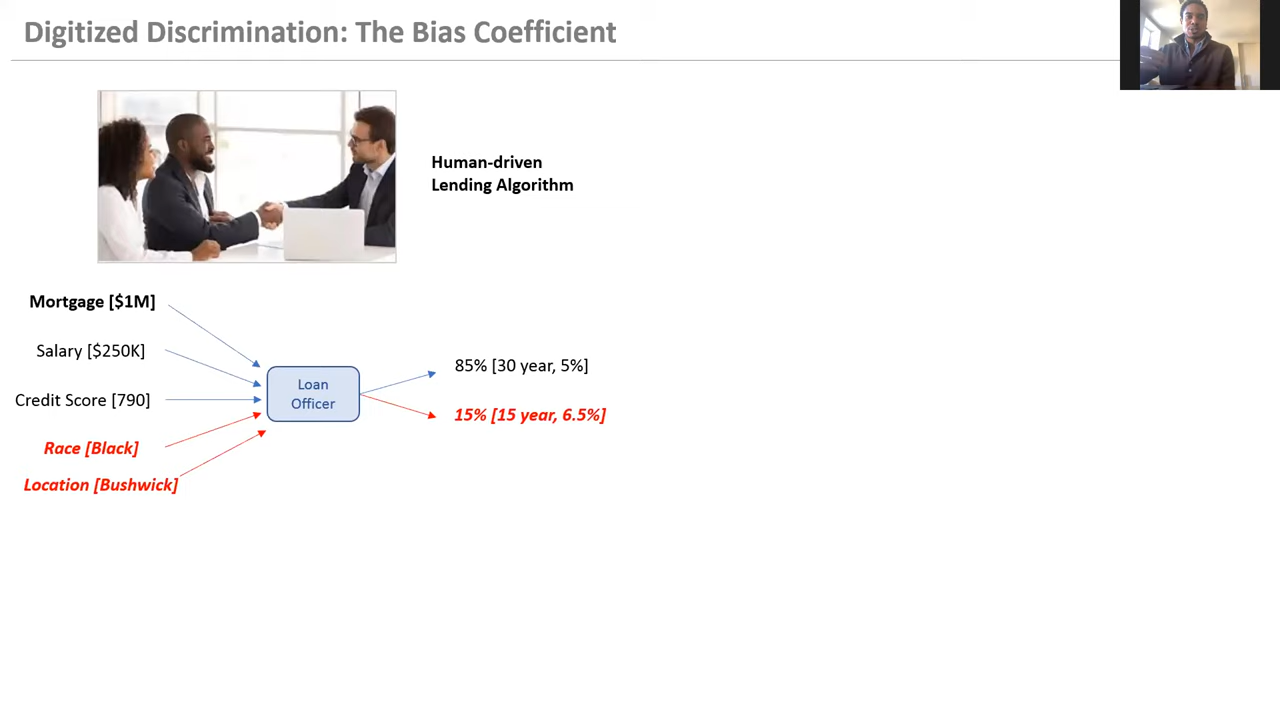 Digitized Discrimination: The Bias Coefficient
Human-driven
Lending Algorithm
Mortgage [$1M]
Salary [$250K]
Credit Score [790]
Race [Black]
Location [Bushwick]
Loan
Officer
85% [30 year, 5%]
15% [15 year, 6.5%]